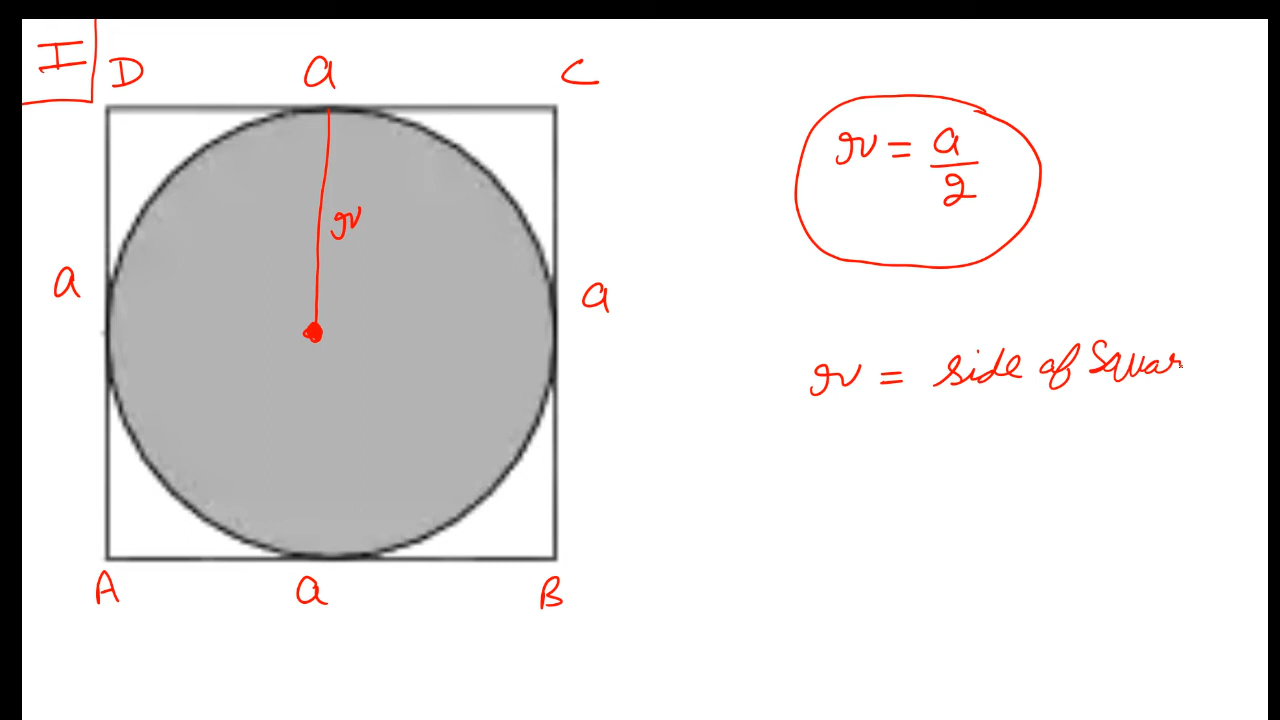 I
D a C
r = a/2
r
a a
r = side of Squar
A a B